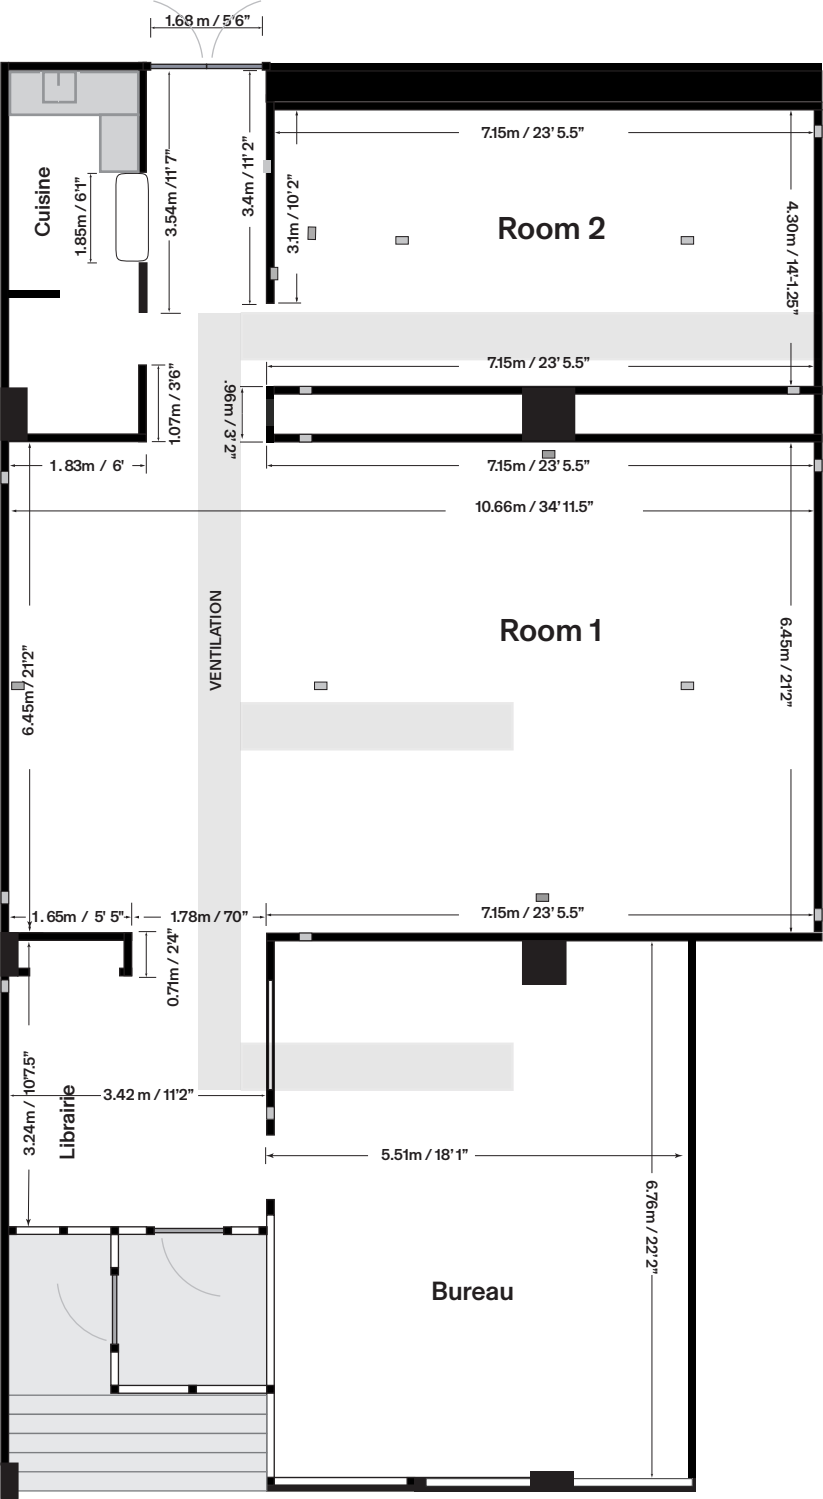 1.68 m / 5'6"
7.15m / 23' 5.5"
Cuisine
1.85m / 6'1"
3.54m /11' 7"
3.4m / 11' 2"
3.1m / 10' 2"
Room 2
4.30m / 14'-1.25"
7.15m / 23' 5.5"
1.07m / 3'6"
.96m / 3' 2"
1.83m / 6'
7.15m / 23' 5.5"
10.66m / 34' 11.5"
VENTILATION
Room 1
6.45m / 21'2"
6.45m / 21'2"
1.65m / 5' 5"
1.78m / 70"
7.15m / 23' 5.5"
0.71m / 2'4"
3.24m / 10'7.5"
Librairie
3.42 m / 11'2"
5.51m / 18' 1"
6.76m / 22' 2"
Bureau